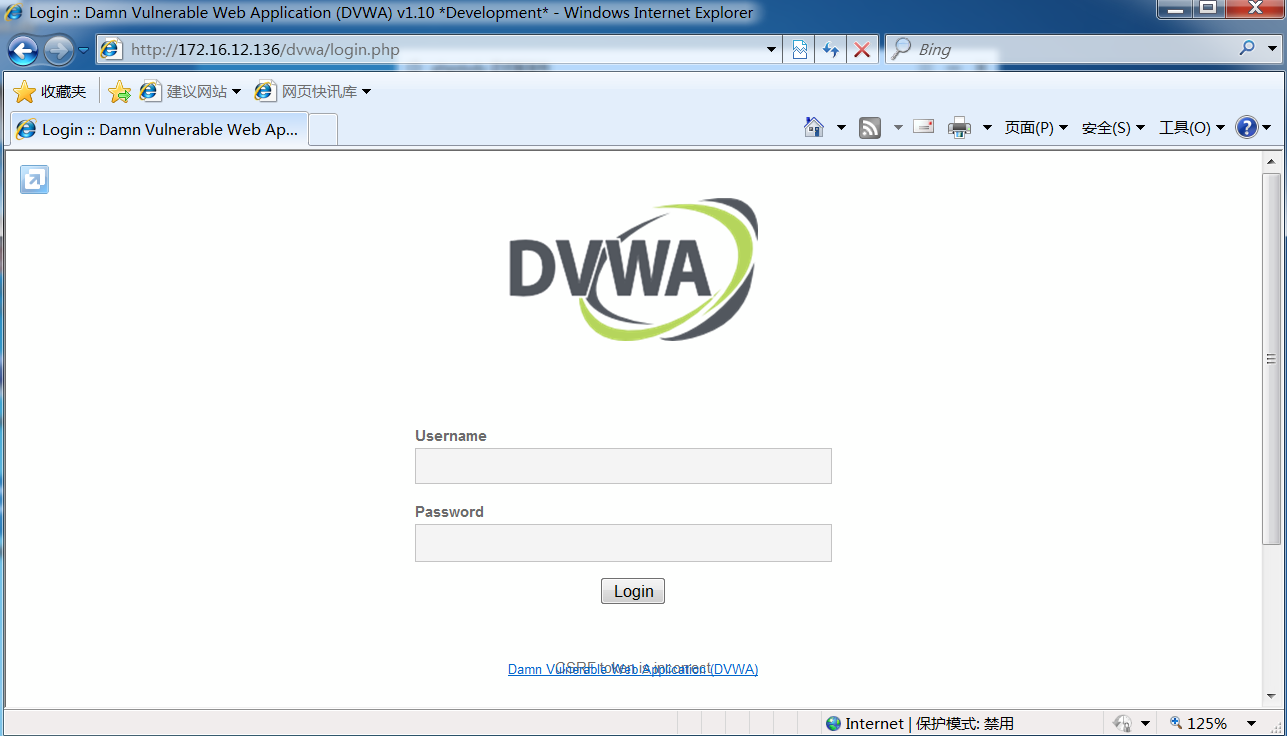 Login :: Damn Vulnerable Web Application (DVWA) v1.10 *Development* - Windows Internet Explorer
http://172.16.12.136/dvwa/login.php
Bing
收藏夹 建议网站 网页快讯库
Login :: Damn Vulnerable Web Ap...
页面(P) 安全(S) 工具(O)
DVWA
Username
Password
Login
CSRF token is incorrect
Damn Vulnerable Web Application (DVWA)
Internet | 保护模式: 禁用
125%